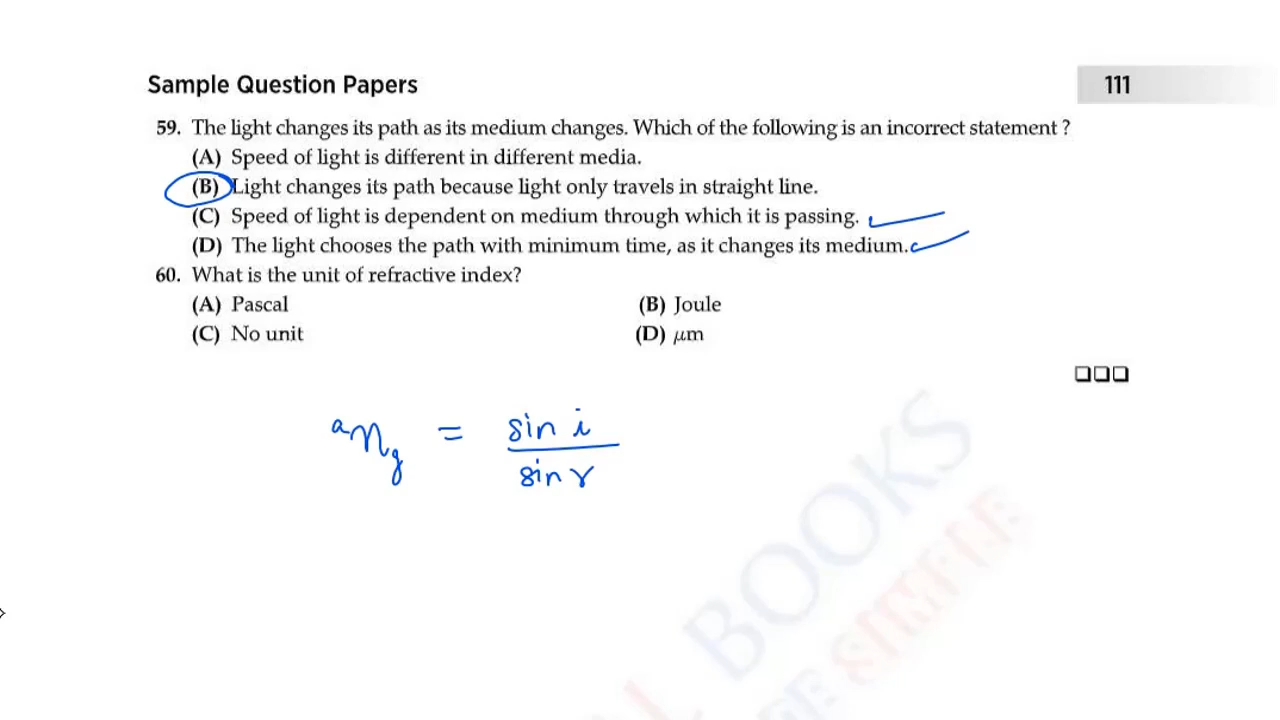 Sample Question Papers 111
59. The light changes its path as its medium changes. Which of the following is an incorrect statement ?
(A) Speed of light is different in different media.
(B) Light changes its path because light only travels in straight line.
(C) Speed of light is dependent on medium through which it is passing.
(D) The light chooses the path with minimum time, as it changes its medium.
60. What is the unit of refractive index?
(A) Pascal (B) Joule
(C) No unit (D) μm
❑❑❑
ᵃn_g = sin i
sin r
BOOKS
SIMPLE